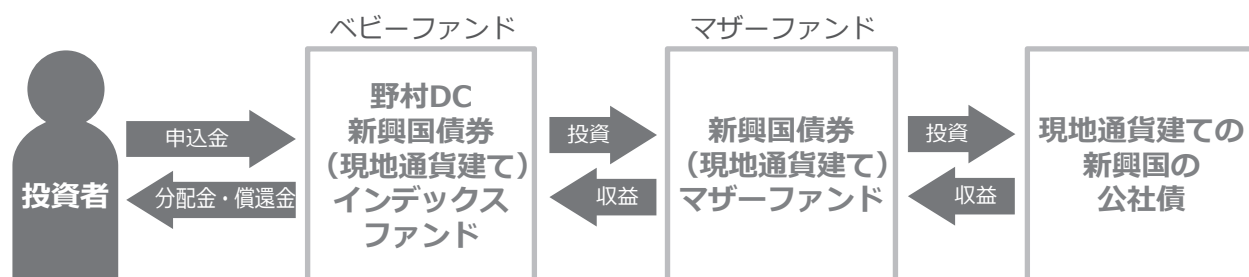 ベビーファンド
マザーファンド
投資者
申込金
分配金・償還金
野村DC
新興国債券
（現地通貨建て）
インデックス
ファンド
投資
収益
新興国債券
（現地通貨建て）
マザーファンド
投資
収益
現地通貨建ての
新興国の
公社債